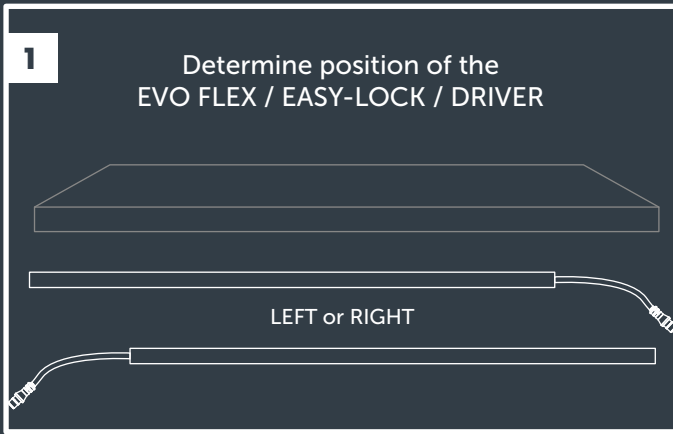 1
Determine position of the
EVO FLEX / EASY-LOCK / DRIVER
LEFT or RIGHT